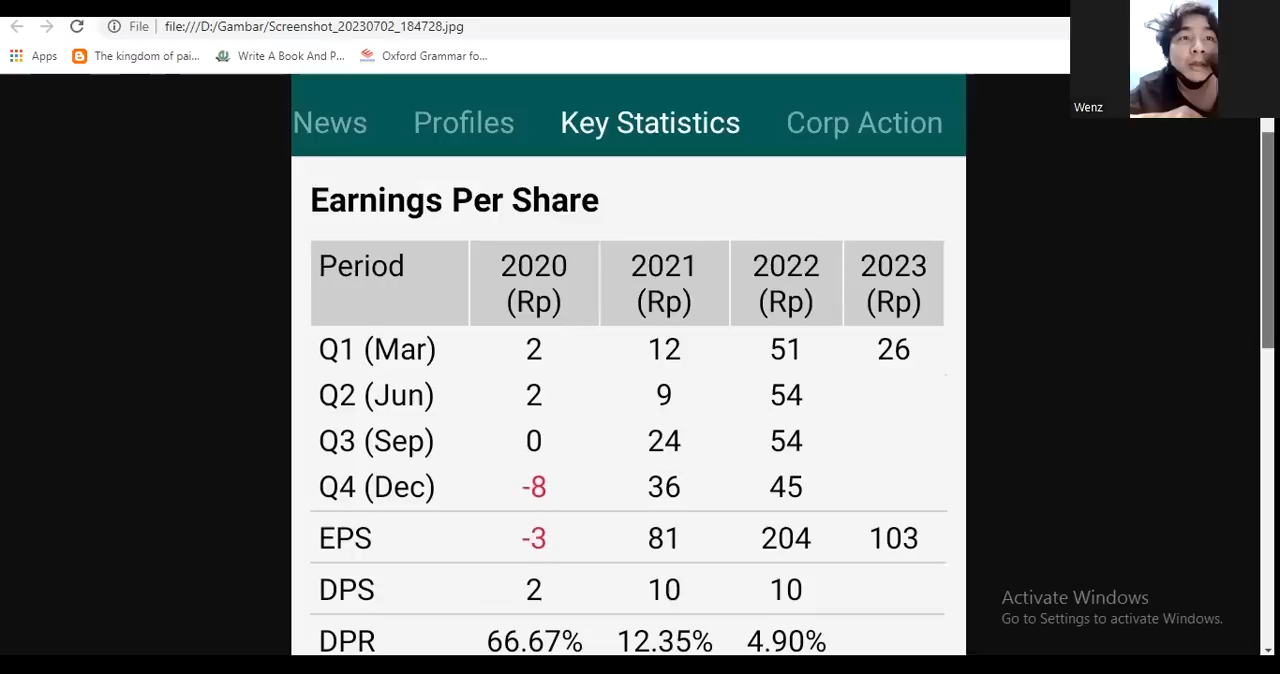 File file:///D:/Gambar/Screenshot_20230702_184728.jpg
Apps The kingdom of pai... Write A Book And P... Oxford Grammar fo...
Wenz
News Profiles Key Statistics Corp Action
Earnings Per Share
Period 2020 (Rp) 2021 (Rp) 2022 (Rp) 2023 (Rp)
Q1 (Mar) 2 12 51 26
Q2 (Jun) 2 9 54
Q3 (Sep) 0 24 54
Q4 (Dec) -8 36 45
EPS -3 81 204 103
DPS 2 10 10
DPR 66.67% 12.35% 4.90%
Activate Windows
Go to Settings to activate Windows.